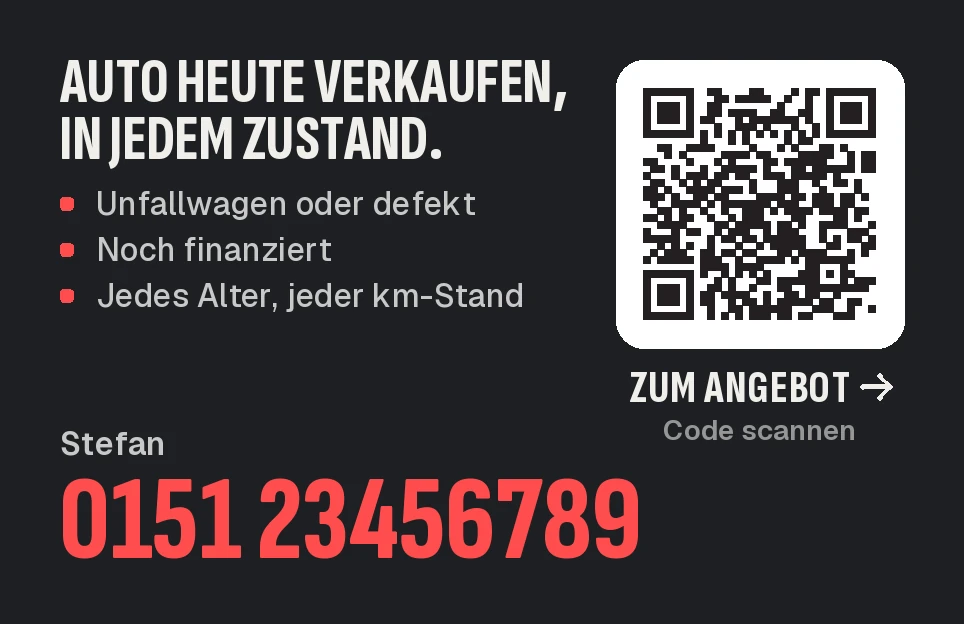 AUTO HEUTE VERKAUFEN,
IN JEDEM ZUSTAND.
Unfallwagen oder defekt
Noch finanziert
Jedes Alter, jeder km-Stand
ZUM ANGEBOT →
Code scannen
Stefan
0151 23456789